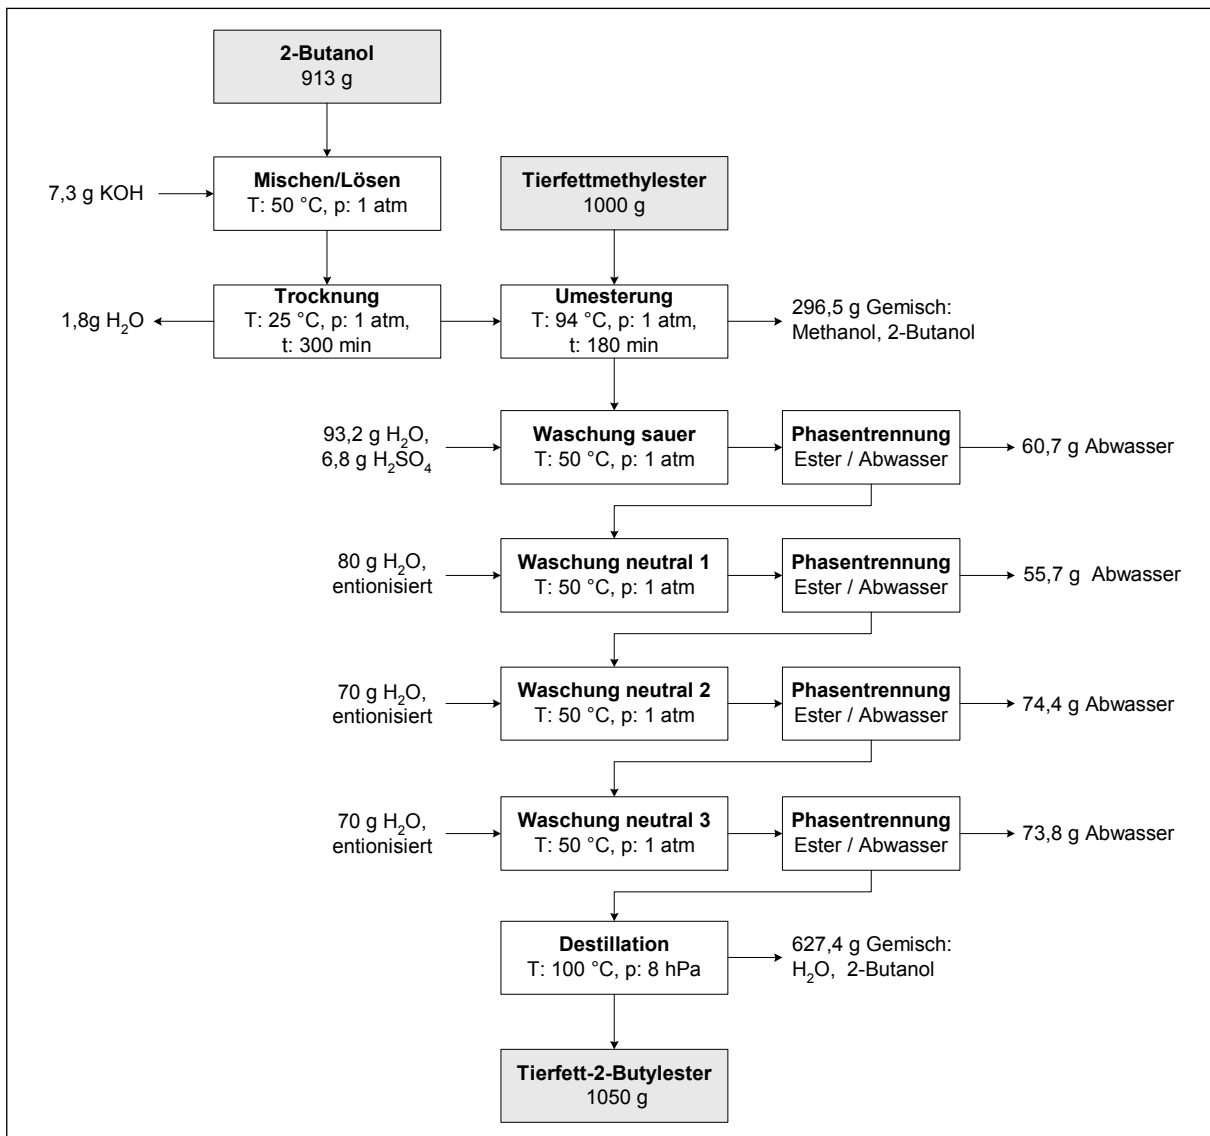 2-Butanol
913 g
7,3 g KOH
Mischen/Lösen
T: 50 °C, p: 1 atm
Tierfettmethylester
1000 g
1,8g H₂O
Trocknung
T: 25 °C, p: 1 atm,
t: 300 min
Umesterung
T: 94 °C, p: 1 atm,
t: 180 min
296,5 g Gemisch:
Methanol, 2-Butanol
93,2 g H₂O,
6,8 g H₂SO₄
Waschung sauer
T: 50 °C, p: 1 atm
Phasentrennung
Ester / Abwasser
60,7 g Abwasser
80 g H₂O,
entionisiert
Waschung neutral 1
T: 50 °C, p: 1 atm
Phasentrennung
Ester / Abwasser
55,7 g Abwasser
70 g H₂O,
entionisiert
Waschung neutral 2
T: 50 °C, p: 1 atm
Phasentrennung
Ester / Abwasser
74,4 g Abwasser
70 g H₂O,
entionisiert
Waschung neutral 3
T: 50 °C, p: 1 atm
Phasentrennung
Ester / Abwasser
73,8 g Abwasser
Destillation
T: 100 °C, p: 8 hPa
627,4 g Gemisch:
H₂O, 2-Butanol
Tierfett-2-Butylester
1050 g